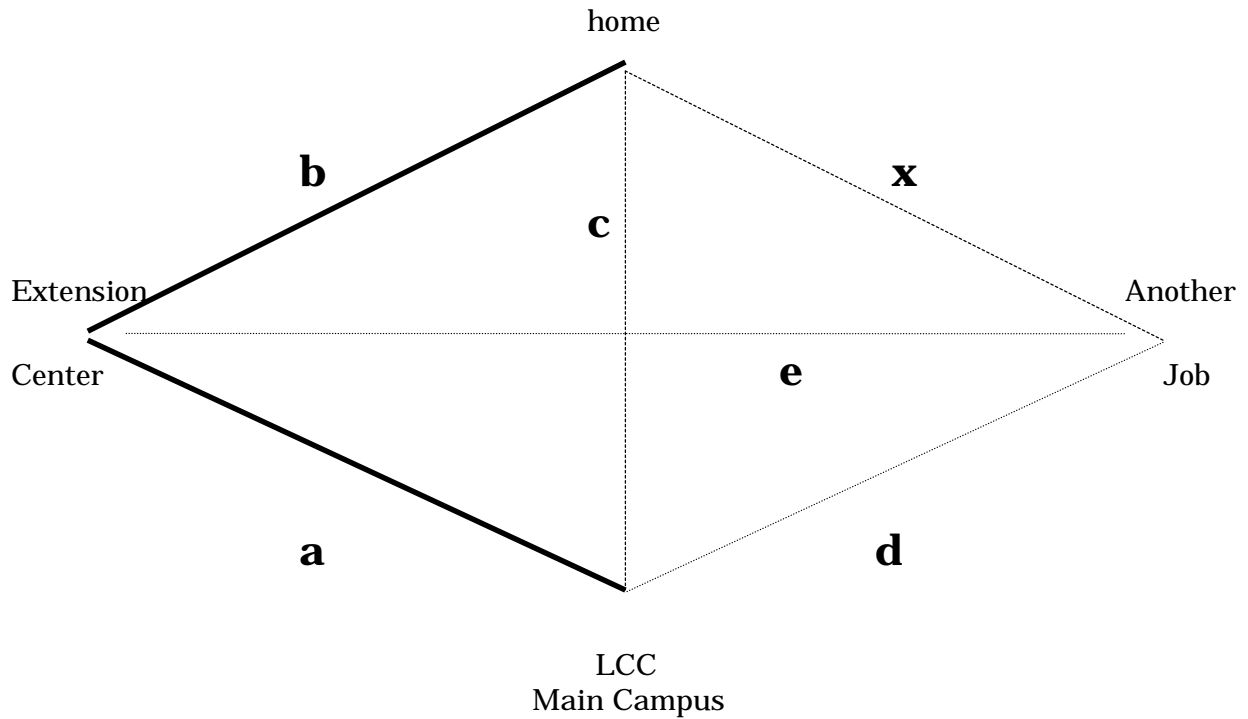 home
b
x
c
Extension
Another
Center
e
Job
a
d
LCC
Main Campus